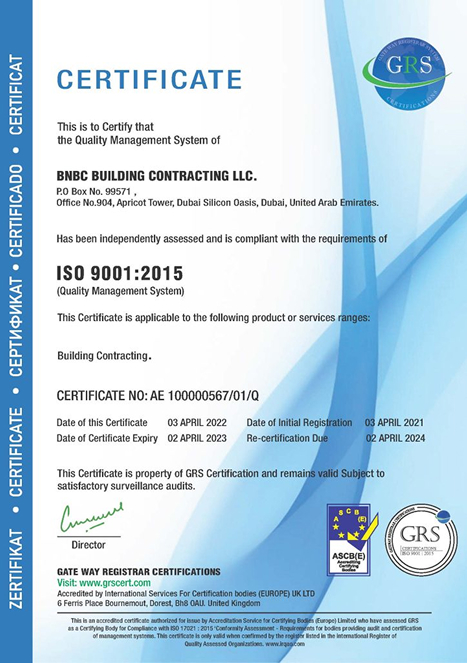 ZERTIFIKAT • CERTIFICATE • СЕРТИФИКАТ • CERTIFICADO • CERTIFICAT
CERTIFICATE
GRS
CERTIFICATIONS
This is to Certify that
the Quality Management System of
BNBC BUILDING CONTRACTING LLC.
P.O Box No. 99571 ,
Office No.904, Apricot Tower, Dubai Silicon Oasis, Dubai, United Arab Emirates.
Has been independently assessed and is compliant with the requirements of
ISO 9001:2015
(Quality Management System)
This Certificate is applicable to the following product or services ranges:
Building Contracting.
CERTIFICATE NO: AE 100000567/01/Q
Date of this Certificate 03 APRIL 2022 Date of Initial Registration 03 APRIL 2021
Date of Certificate Expiry 02 APRIL 2023 Re-certification Due 02 APRIL 2024
This Certificate is property of GRS Certification and remains valid Subject to
satisfactory surveillance audits.
Director
A S C B (E)
ASCB(E)
Accrediting
Certifying
Bodies
GRS
CERTIFICATIONS
ISO 9001 : 2015
GATE WAY REGISTRAR CERTIFICATIONS
Visit: www.grscert.com
Accredited by International Services For Certification bodies (EUROPE) UK LTD
6 Ferris Place Bournemout, Dorest, Bh8 0AU. United Kingdom
This is an accredited certificate authorized for issue by Accreditation Service for Certifying Bodies (Europe) Limited who have assessed GRS
as a Certifying Body for Compliance with ISO 17021 : 2015 'Conformity Assessment - Requirements for bodies providing audit and certification
of management systems. This certificate is only valid when confirmed by the register listed in the international Register of
Quality Assessed Organizations. www.irqao.com